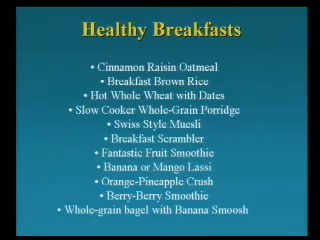 Healthy Breakfasts
• Cinnamon Raisin Oatmeal
• Breakfast Brown Rice
• Hot Whole Wheat with Dates
• Slow Cooker Whole-Grain Porridge
• Swiss Style Muesli
• Breakfast Scrambler
• Fantastic Fruit Smoothie
• Banana or Mango Lassi
• Orange-Pineapple Crush
• Berry-Berry Smoothie
• Whole-grain bagel with Banana Smoosh